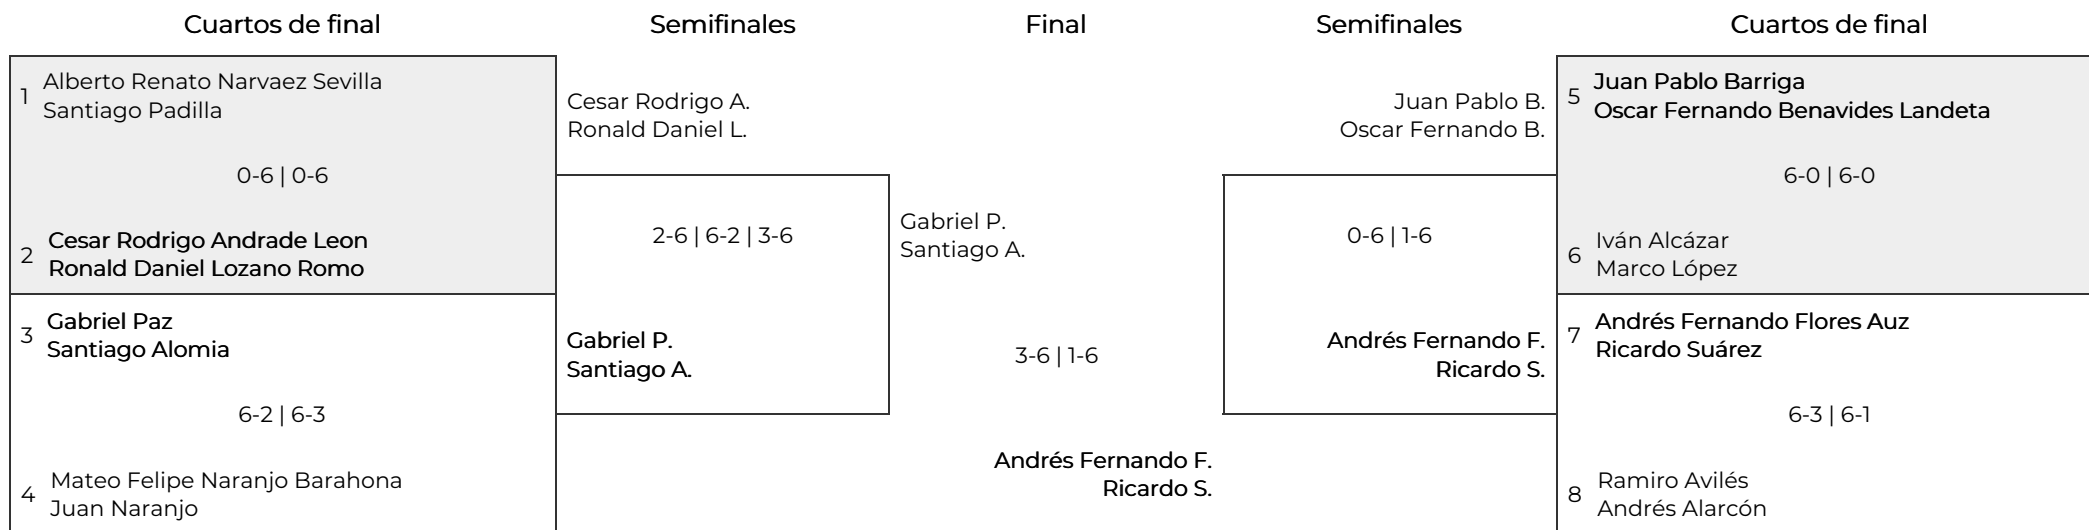 Cuartos de final
Semifinales
Final
Semifinales
Cuartos de final
1
Alberto Renato Narvaez Sevilla
Santiago Padilla
0-6 | 0-6
2
Cesar Rodrigo Andrade Leon
Ronald Daniel Lozano Romo
3
Gabriel Paz
Santiago Alomia
6-2 | 6-3
4
Mateo Felipe Naranjo Barahona
Juan Naranjo
Cesar Rodrigo A.
Ronald Daniel L.
2-6 | 6-2 | 3-6
Gabriel P.
Santiago A.
Gabriel P.
Santiago A.
3-6 | 1-6
Andrés Fernando F.
Ricardo S.
Juan Pablo B.
Oscar Fernando B.
0-6 | 1-6
Andrés Fernando F.
Ricardo S.
5
Juan Pablo Barriga
Oscar Fernando Benavides Landeta
6-0 | 6-0
6
Iván Alcázar
Marco López
7
Andrés Fernando Flores Auz
Ricardo Suárez
6-3 | 6-1
8
Ramiro Avilés
Andrés Alarcón